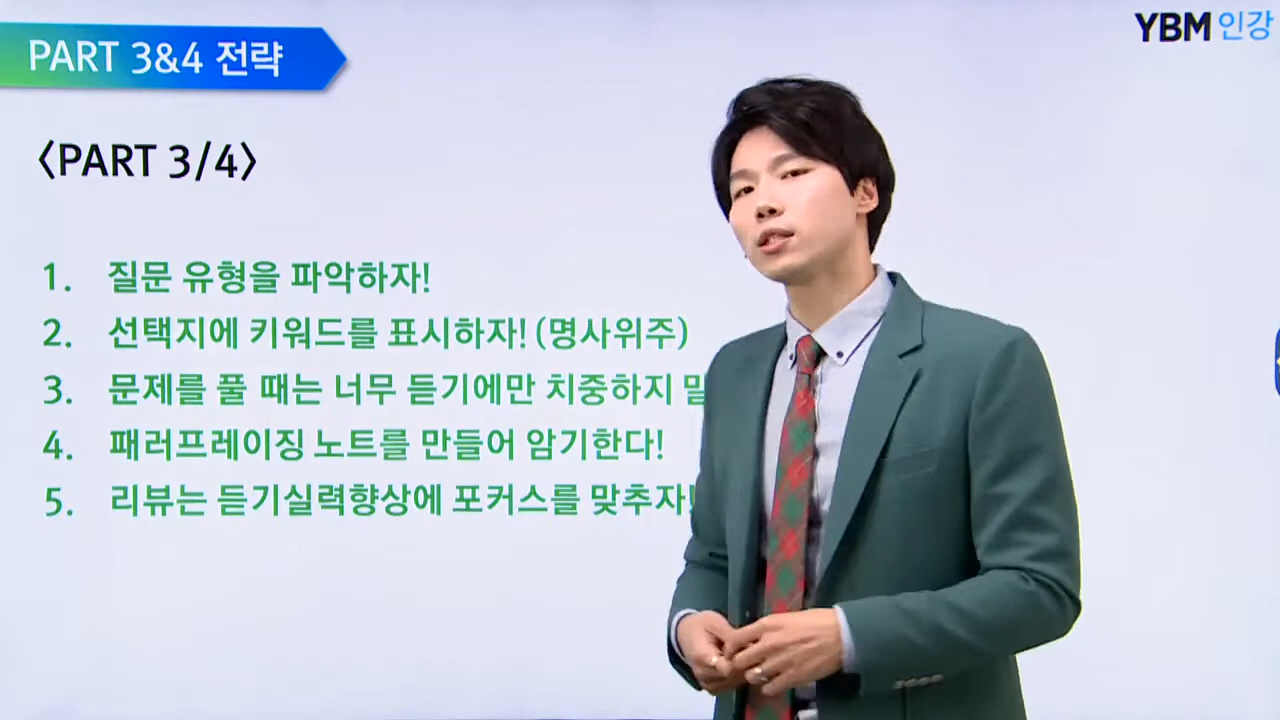 PART 3&4 전략
YBM 인강
〈PART 3/4〉
1. 질문 유형을 파악하자!
2. 선택지에 키워드를 표시하자! (명사위주)
3. 문제를 풀 때는 너무 듣기에만 치중하지
4. 패러프레이징 노트를 만들어 암기한다!
5. 리뷰는 듣기실력향상에 포커스를 맞추자!